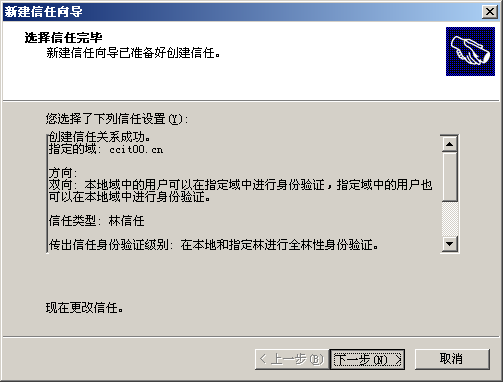 新建信任向导
选择信任完毕
新建信任向导已准备好创建信任。
您选择了下列信任设置(Y):
创建信任关系成功。
指定的域: ccit00.cn
方向:
双向: 本地域中的用户可以在指定域中进行身份验证，指定域中的用户也
可以在本地域中进行身份验证。
信任类型: 林信任
传出信任身份验证级别: 在本地和指定林进行全林性身份验证。
现在更改信任。
< 上一步(B) 下一步(N) > 取消